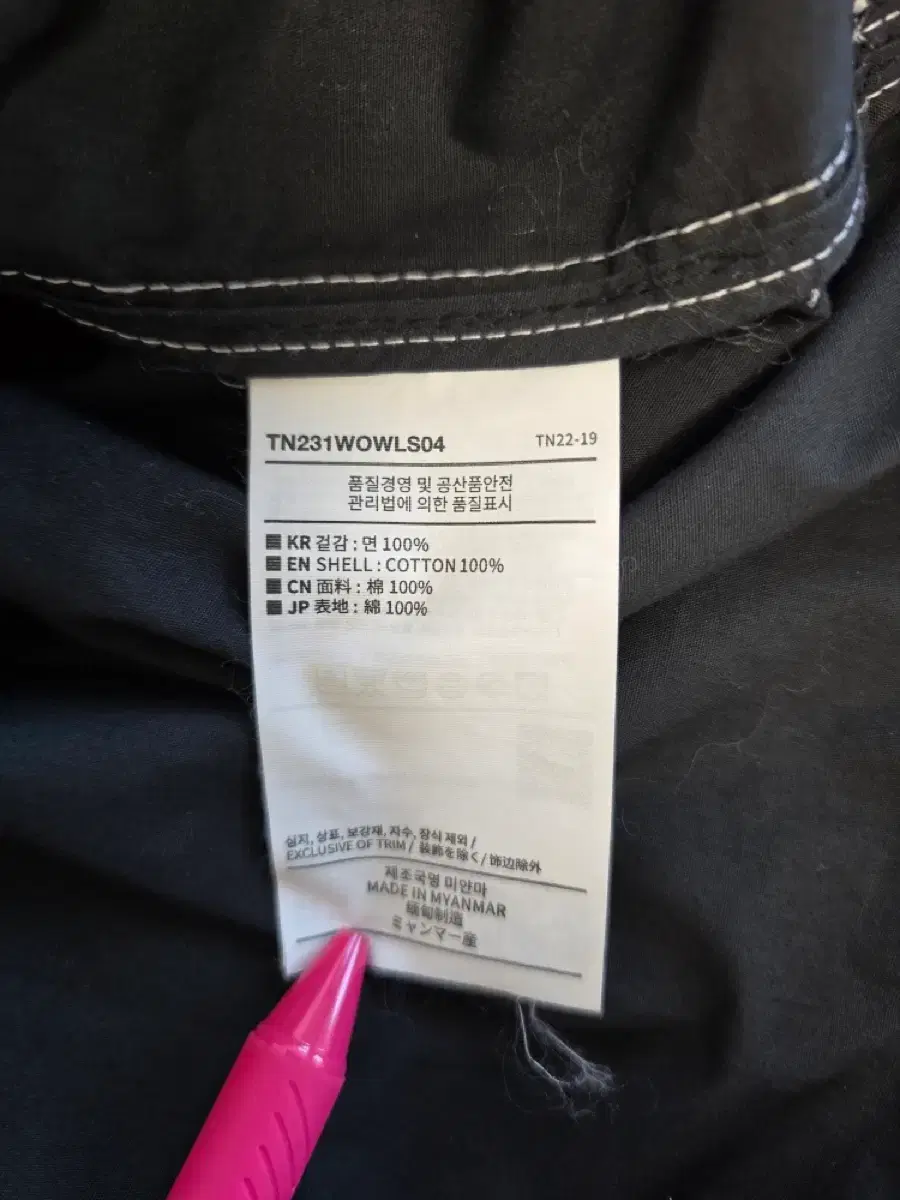 TN231WOWLS04 TN22-19
품질경영 및 공산품안전
관리법에 의한 품질표시
KR 겉감 : 면 100%
EN SHELL : COTTON 100%
CN 面料 : 棉 100%
JP 表地 : 綿 100%
심지, 상표, 보강재, 자수, 장식 제외 /
EXCLUSIVE OF TRIM / 装飾を除く / 饰边除外
제조국명 미얀마
MADE IN MYANMAR
缅甸制造
ミャンマー産